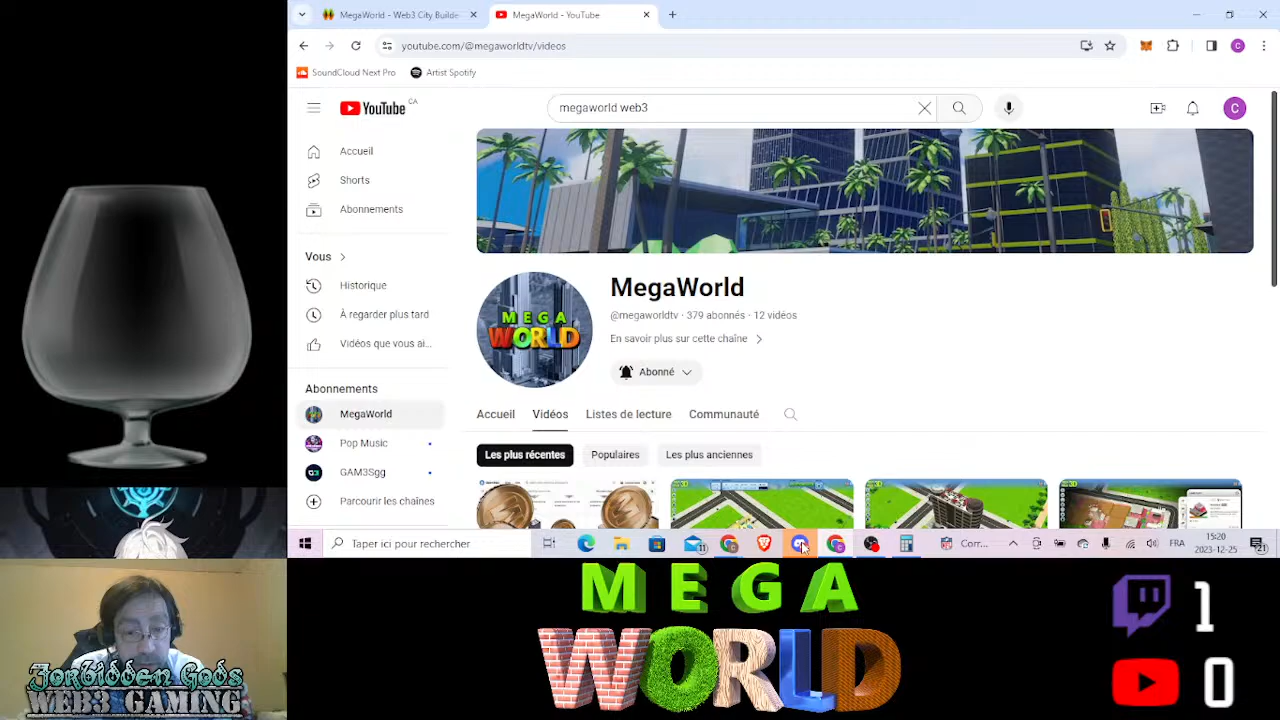 MegaWorld - Web3 City Builde
MegaWorld - YouTube
youtube.com/@megaworldtv/videos
SoundCloud Next Pro
Artist Spotify
YouTube CA
megaworld web3
C
Accueil
Shorts
Abonnements
Vous
Historique
À regarder plus tard
Vidéos que vous ai...
Abonnements
MegaWorld
Pop Music
GAM3Sgg
Parcourir les chaînes
MEGA
WORLD
MegaWorld
@megaworldtv · 379 abonnés · 12 vidéos
En savoir plus sur cette chaîne
Abonné
Accueil
Vidéos
Listes de lecture
Communauté
Les plus récentes
Populaires
Les plus anciennes
Taper ici pour rechercher
Corr...
FRA
15:20
2023-12-25
Forbidden Gods
WEB3 GAMING
MEGA
WORLD
1
0